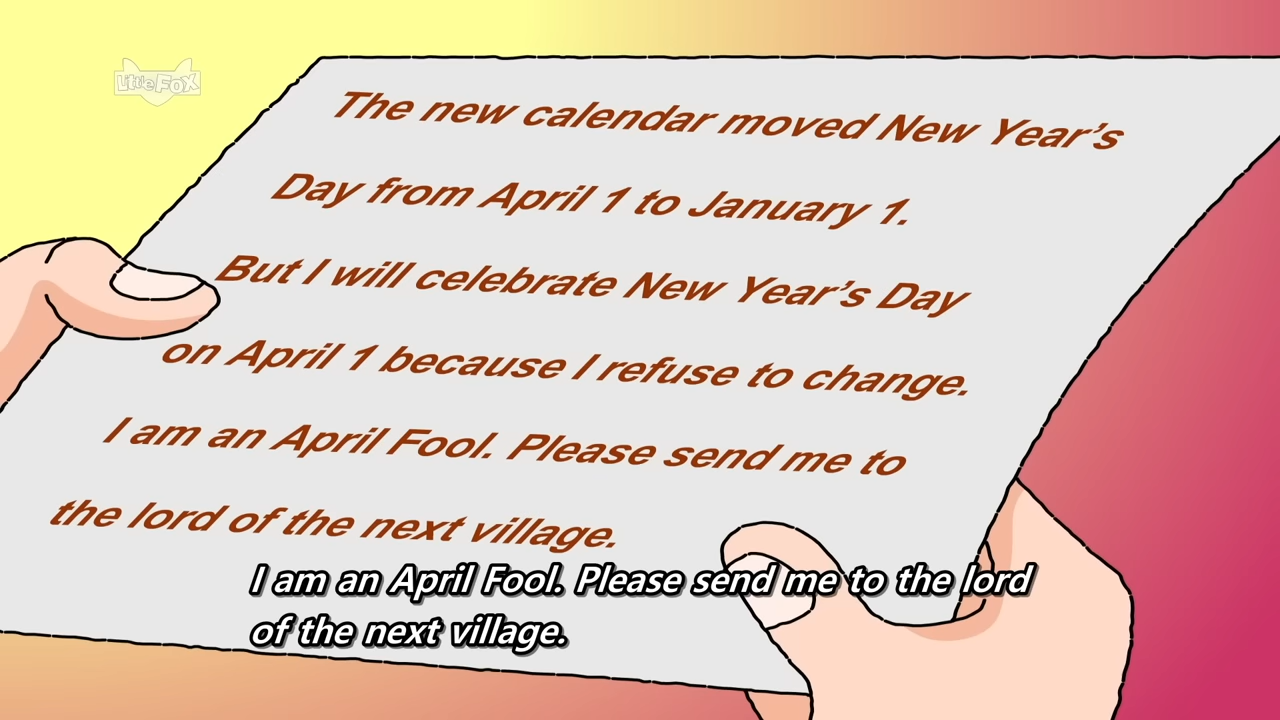 Little Fox
The new calendar moved New Year's
Day from April 1 to January 1.
But I will celebrate New Year's Day
on April 1 because I refuse to change.
I am an April Fool. Please send me to
the lord of the next village.
I am an April Fool. Please send me to the lord
of the next village.